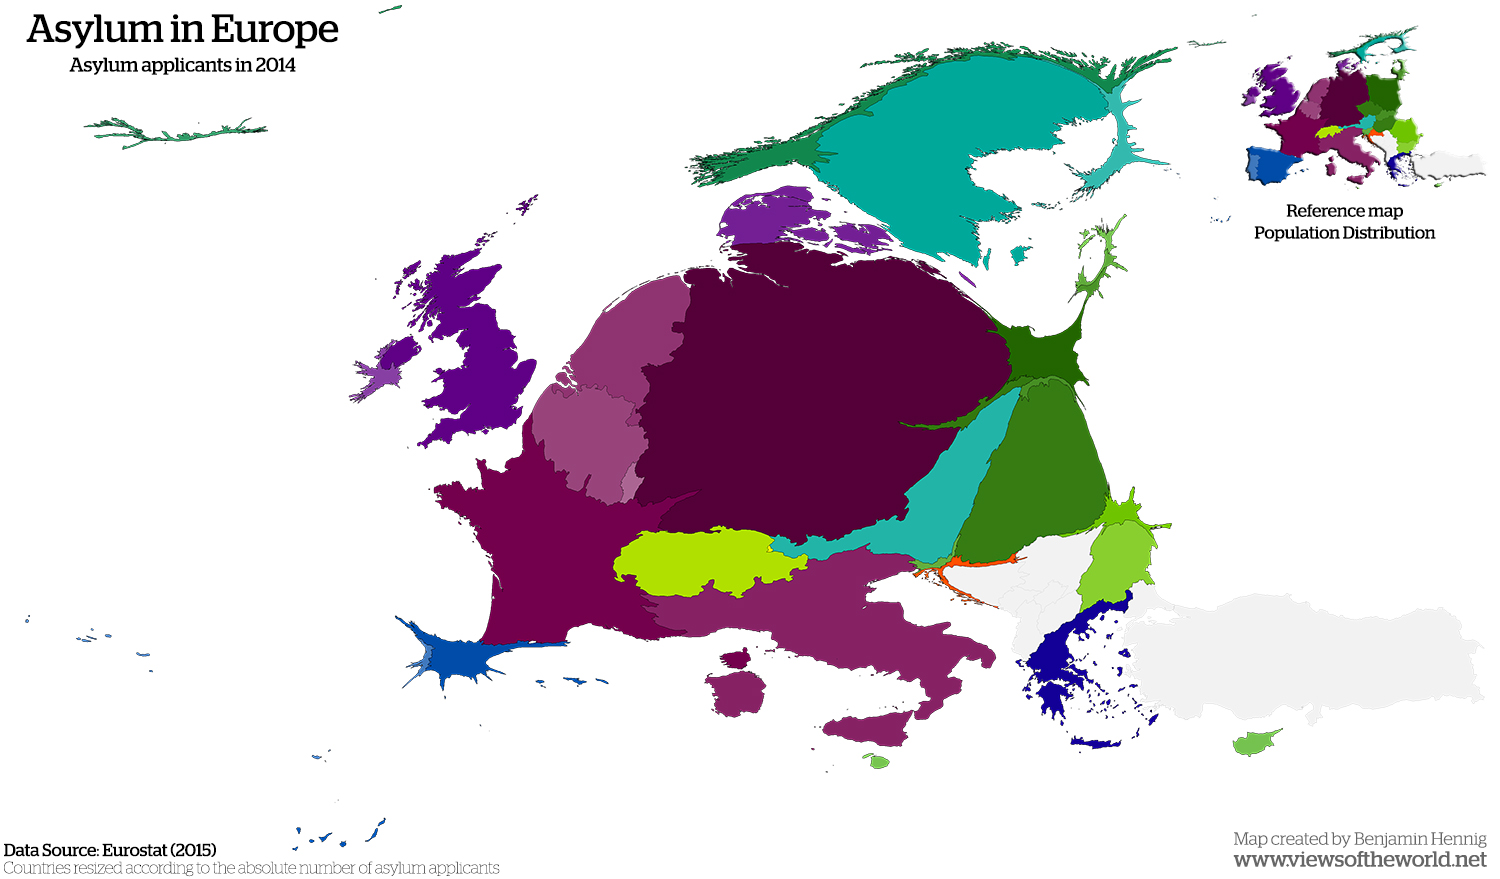 Asylum in Europe
Asylum applicants in 2014
Reference map
Population Distribution
Data Source: Eurostat (2015)
Countries resized according to the absolute number of asylum applicants
Map created by Benjamin Hennig
www.viewsoftheworld.net